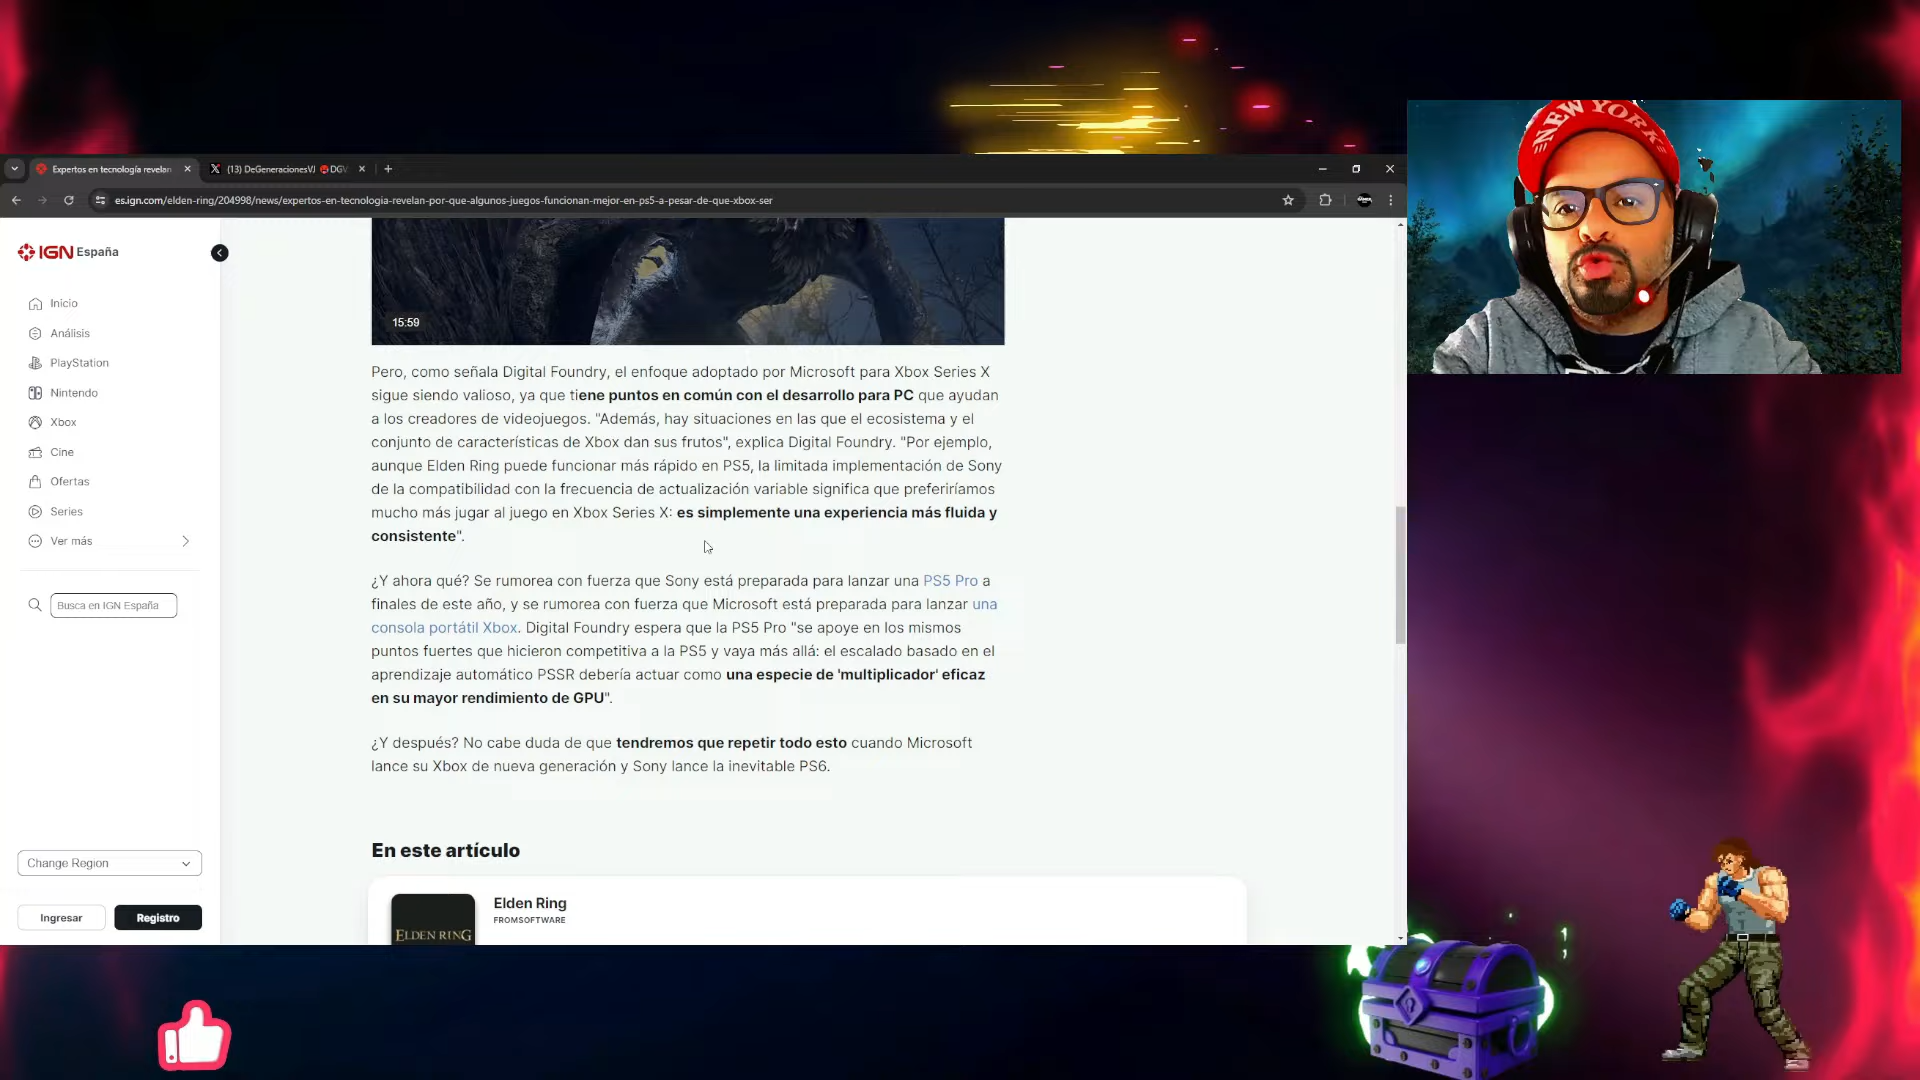 NEW YORK
Expertos en tecnología revelan
(13) DeGeneracionesVJ
DGV
es.ign.com/elden-ring/204998/news/expertos-en-tecnologia-revelan-por-que-algunos-juegos-funcionan-mejor-en-ps5-a-pesar-de-que-xbox-ser
IGN España
Inicio
Análisis
PlayStation
Nintendo
Xbox
Cine
Ofertas
Series
Ver más
Busca en IGN España
Change Region
Ingresar
Registro
15:59
Pero, como señala Digital Foundry, el enfoque adoptado por Microsoft para Xbox Series X
sigue siendo valioso, ya que tiene puntos en común con el desarrollo para PC que ayudan
a los creadores de videojuegos. "Además, hay situaciones en las que el ecosistema y el
conjunto de características de Xbox dan sus frutos", explica Digital Foundry. "Por ejemplo,
aunque Elden Ring puede funcionar más rápido en PS5, la limitada implementación de Sony
de la compatibilidad con la frecuencia de actualización variable significa que preferiríamos
mucho más jugar al juego en Xbox Series X: es simplemente una experiencia más fluida y
consistente".
¿Y ahora qué? Se rumorea con fuerza que Sony está preparada para lanzar una PS5 Pro a
finales de este año, y se rumorea con fuerza que Microsoft está preparada para lanzar una
consola portátil Xbox. Digital Foundry espera que la PS5 Pro "se apoye en los mismos
puntos fuertes que hicieron competitiva a la PS5 y vaya más allá: el escalado basado en el
aprendizaje automático PSSR debería actuar como una especie de 'multiplicador' eficaz
en su mayor rendimiento de GPU".
¿Y después? No cabe duda de que tendremos que repetir todo esto cuando Microsoft
lance su Xbox de nueva generación y Sony lance la inevitable PS6.
En este artículo
ELDEN RING
Elden Ring
FROMSOFTWARE